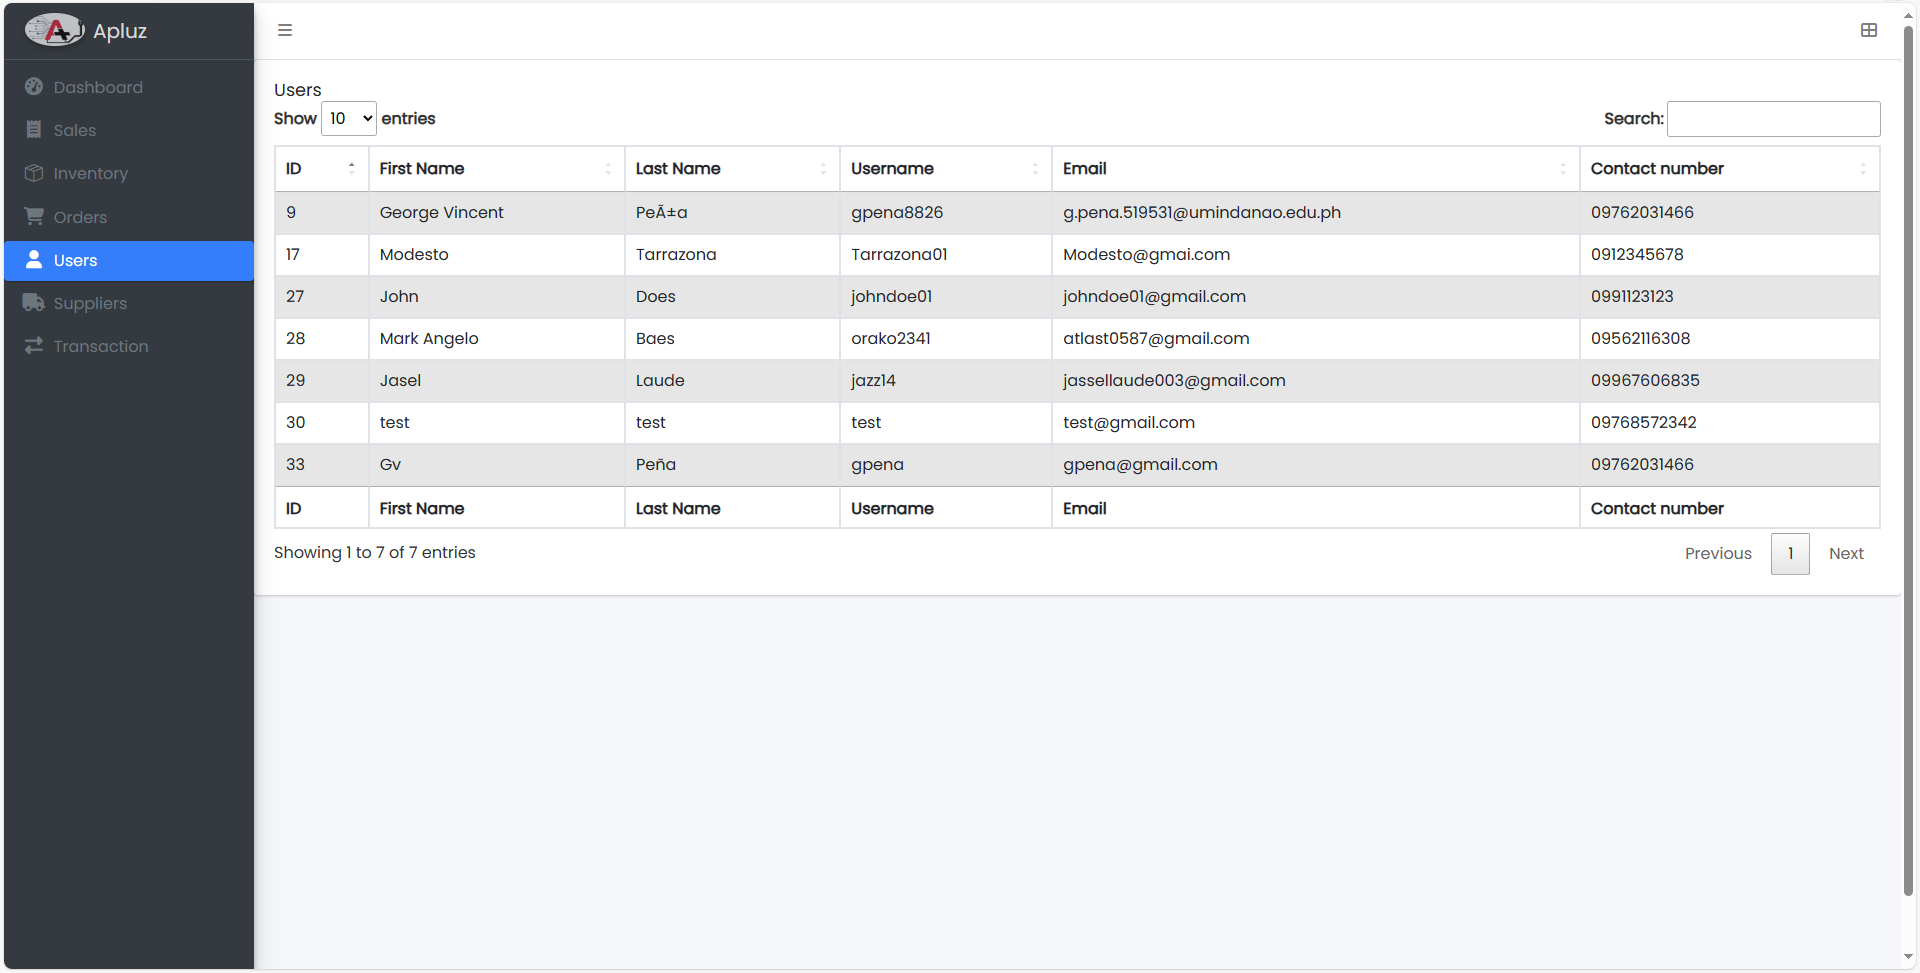 Apluz
Dashboard
Sales
Inventory
Orders
Users
Suppliers
Transaction
Users
Show 10 entries
Search:
ID First Name Last Name Username Email Contact number
9 George Vincent PeÃ±a gpena8826 g.pena.519531@umindanao.edu.ph 09762031466
17 Modesto Tarrazona Tarrazona01 Modesto@gmai.com 0912345678
27 John Does johndoe01 johndoe01@gmail.com 0991123123
28 Mark Angelo Baes orako2341 atlast0587@gmail.com 09562116308
29 Jasel Laude jazz14 jassellaude003@gmail.com 09967606835
30 test test test test@gmail.com 09768572342
33 Gv Peña gpena gpena@gmail.com 09762031466
ID First Name Last Name Username Email Contact number
Showing 1 to 7 of 7 entries
Previous 1 Next